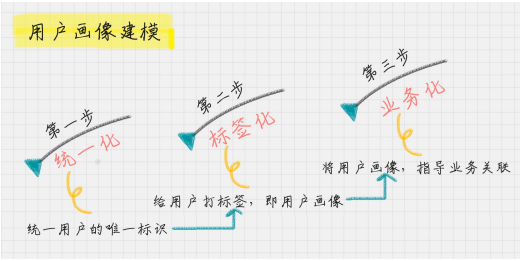 用户画像建模
第一步
统一化
统一用户的唯一标识
第二步
标签化
给用户打标签，即用户画像
第三步
业务化
将用户画像，指导业务关联